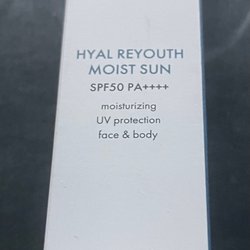 HYAL REYOUTH
MOIST SUN
SPF50 PA++++
moisturizing
UV protection
face & body